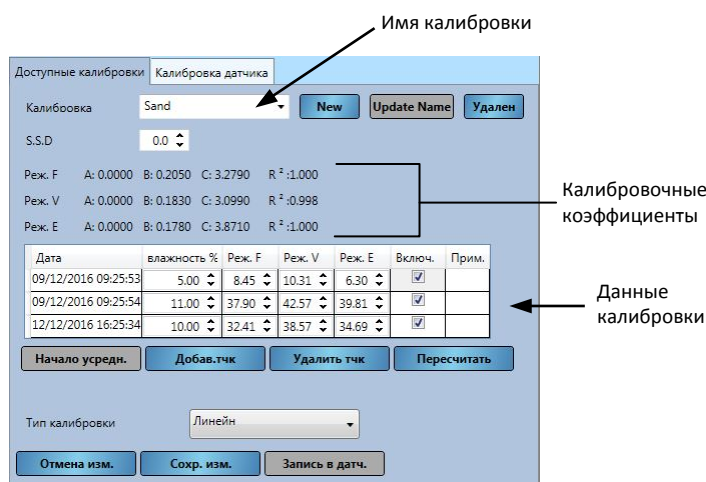 Имя калибровки
Доступные калибровки Калибровка датчика
Калибоовка Sand New Update Name Удален
S.S.D 0.0
Реж. F A: 0.0000 B: 0.2050 C: 3.2790 R ² :1.000
Реж. V A: 0.0000 B: 0.1830 C: 3.0990 R ² :0.998
Реж. E A: 0.0000 B: 0.1780 C: 3.8710 R ² :1.000
Калибровочные
коэффициенты
Дата влажность % Реж. F Реж. V Реж. E Включ. Прим.
09/12/2016 09:25:53 5.00 8.45 10.31 6.30
09/12/2016 09:25:54 11.00 37.90 42.57 39.81
12/12/2016 16:25:34 10.00 32.41 38.57 34.69
Данные
калибровки
Начало усредн. Добав.тчк Удалить тчк Пересчитать
Тип калибровки Линейн
Отмена изм. Сохр. изм. Запись в датч.